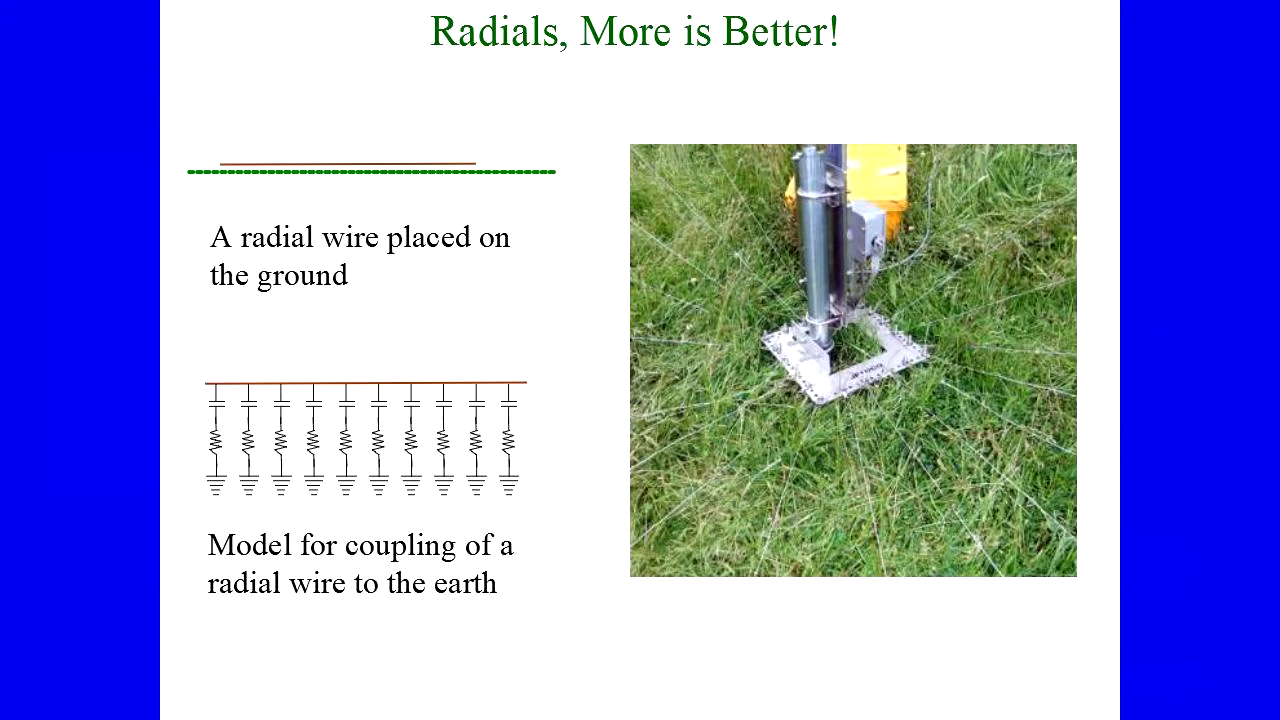 Radials, More is Better!
A radial wire placed on
the ground
Model for coupling of a
radial wire to the earth